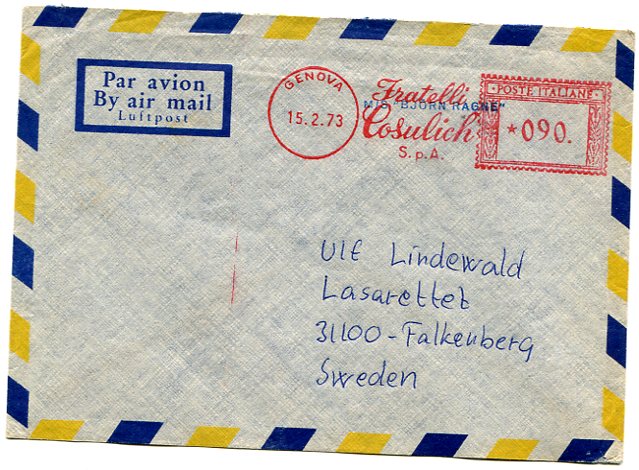 Par avion
By air mail
Luftpost
GENOVA
15.2.73
Fratelli
M/S "BJÖRN RAGNE"
Cosulich
S.p.A.
POSTE ITALIANE
*090.
Ulf Lindewald
Lasarettet
31100-Falkenberg
Sweden